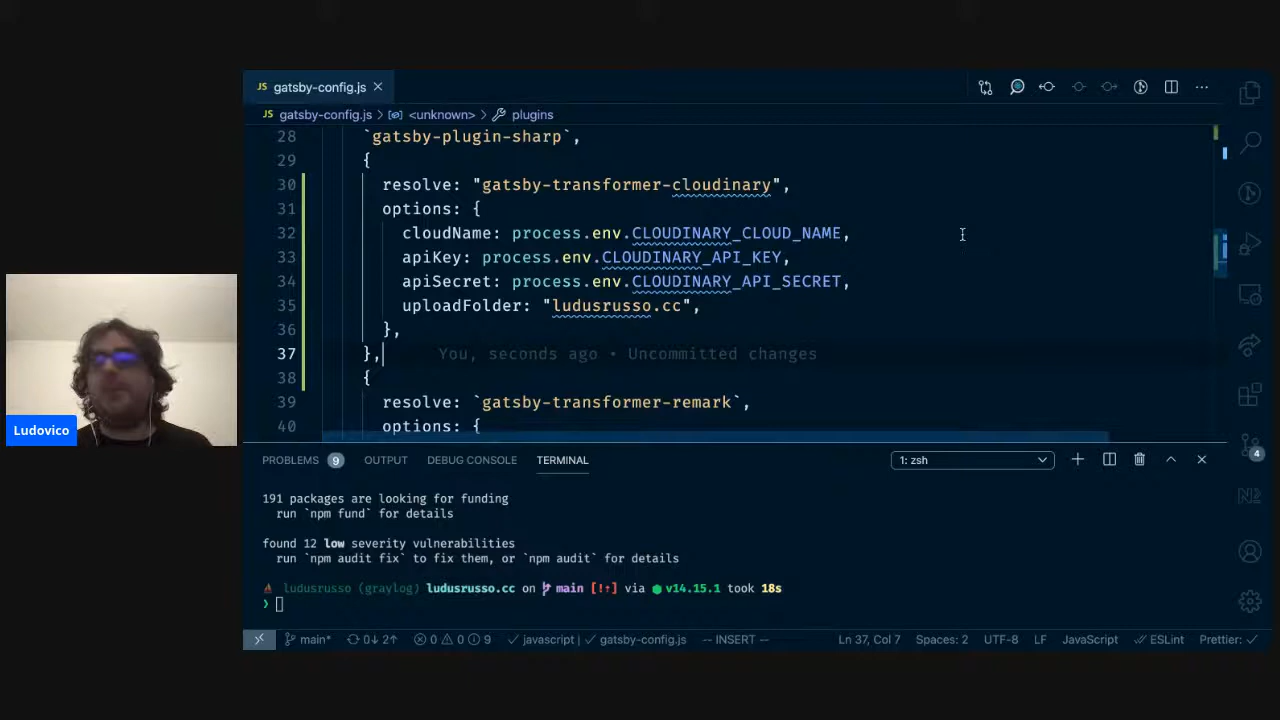 JS gatsby-config.js
JS gatsby-config.js > <unknown> > plugins
28 `gatsby-plugin-sharp`,
29 {
30 resolve: "gatsby-transformer-cloudinary",
31 options: {
32 cloudName: process.env.CLOUDINARY_CLOUD_NAME,
33 apiKey: process.env.CLOUDINARY_API_KEY,
34 apiSecret: process.env.CLOUDINARY_API_SECRET,
35 uploadFolder: "ludusrusso.cc",
36 },
37 }, You, seconds ago • Uncommitted changes
38 {
39 resolve: `gatsby-transformer-remark`,
40 options: {
Ludovico
PROBLEMS 9 OUTPUT DEBUG CONSOLE TERMINAL 1: zsh
191 packages are looking for funding
run `npm fund` for details
found 12 low severity vulnerabilities
run `npm audit fix` to fix them, or `npm audit` for details
ludusrusso (graylog) ludusrusso.cc on main [!↑] via v14.15.1 took 18s
❯
4
main* 0↓ 2↑ 0 0 9 javascript | gatsby-config.js -- INSERT -- Ln 37, Col 7 Spaces: 2 UTF-8 LF JavaScript ESLint Prettier: ✓